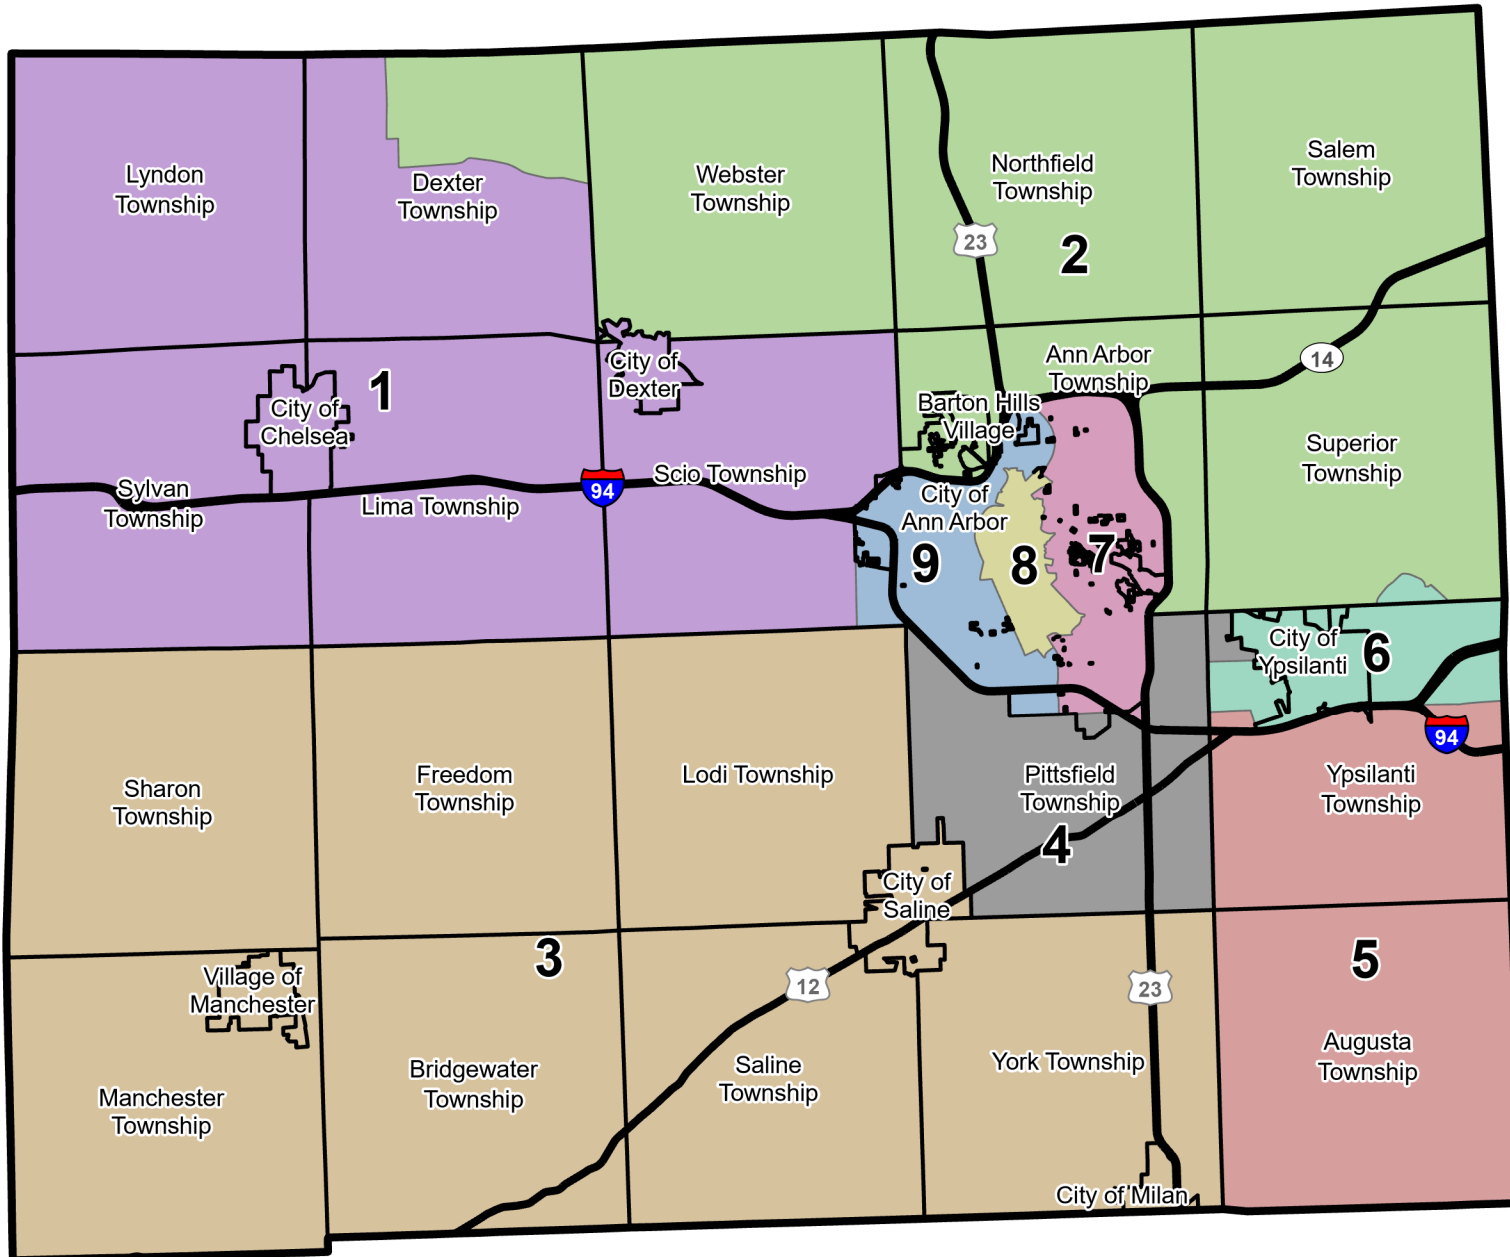 Lyndon
Township
Dexter
Township
Webster
Township
Northfield
Township
Salem
Township
23
2
14
Ann Arbor
Township
City of
Dexter
1
City of
Chelsea
Barton Hills
Village
Superior
Township
Sylvan
Township
Lima Township
94
Scio Township
City of
Ann Arbor
9
8
7
City of
Ypsilanti
6
94
Sharon
Township
Freedom
Township
Lodi Township
Pittsfield
Township
4
Ypsilanti
Township
City of
Saline
3
Village of
Manchester
12
23
5
Manchester
Township
Bridgewater
Township
Saline
Township
York Township
Augusta
Township
City of Milan